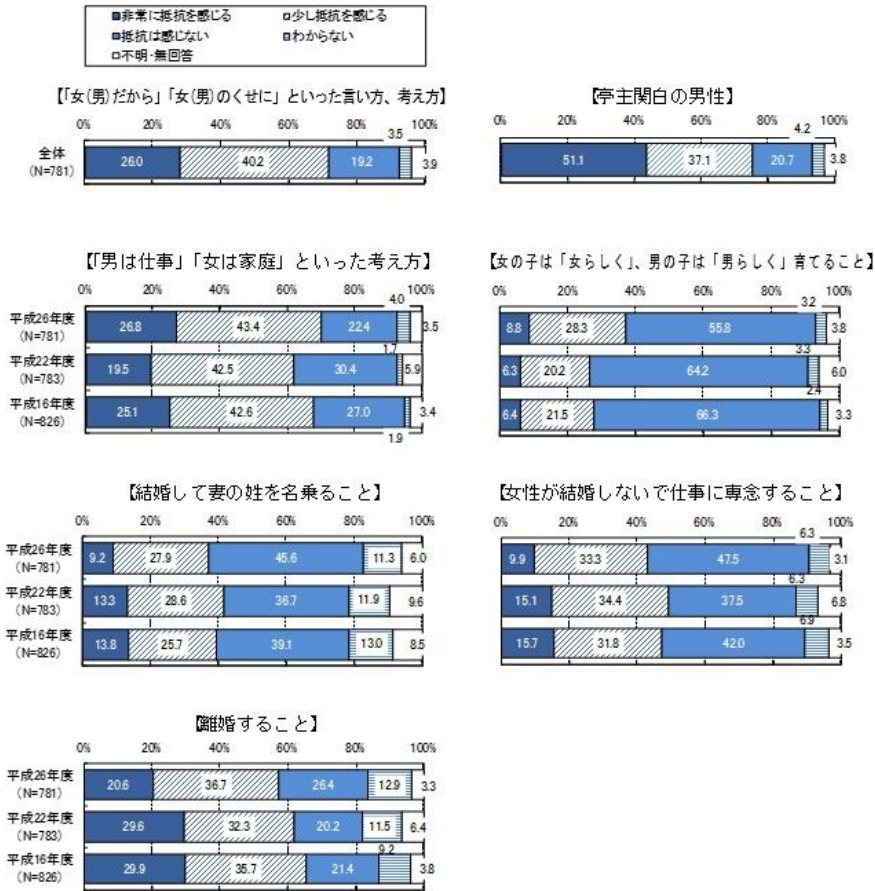 ■非常に抵抗を感じる □少し抵抗を感じる
■抵抗は感じない □わからない
□不明・無回答
【「女(男)だから」「女(男)のくせに」といった言い方、考え方】
0% 20% 40% 60% 80% 100%
3.5
全体
(N=781)
26.0 40.2 19.2 3.9
【亭主関白の男性】
0% 20% 40% 60% 80% 100%
4.2
51.1 37.1 20.7 3.8
【「男は仕事」「女は家庭」といった考え方】
0% 20% 40% 60% 80% 100%
4.0
平成26年度
(N=781)
26.8 43.4 22.4 3.5
1.7
平成22年度
(N=783)
19.5 42.5 30.4 5.9
平成16年度
(N=826)
25.1 42.6 27.0 3.4
1.9
【女の子は「女らしく」、男の子は「男らしく」育てること】
0% 20% 40% 60% 80% 100%
3.2
8.8 28.3 55.8 3.8
3.3
6.3 20.2 64.2 6.0
2.4
6.4 21.5 66.3 3.3
【結婚して妻の姓を名乗ること】
0% 20% 40% 60% 80% 100%
平成26年度
(N=781)
9.2 27.9 45.6 11.3 6.0
平成22年度
(N=783)
13.3 28.6 36.7 11.9 9.6
平成16年度
(N=826)
13.8 25.7 39.1 13.0 8.5
【女性が結婚しないで仕事に専念すること】
0% 20% 40% 60% 80% 100%
6.3
9.9 33.3 47.5 3.1
6.3
15.1 34.4 37.5 6.8
6.9
15.7 31.8 42.0 3.5
【離婚すること】
0% 20% 40% 60% 80% 100%
平成26年度
(N=781)
20.6 36.7 26.4 12.9 3.3
平成22年度
(N=783)
29.6 32.3 20.2 11.5 6.4
9.2
平成16年度
(N=826)
29.9 35.7 21.4 3.8